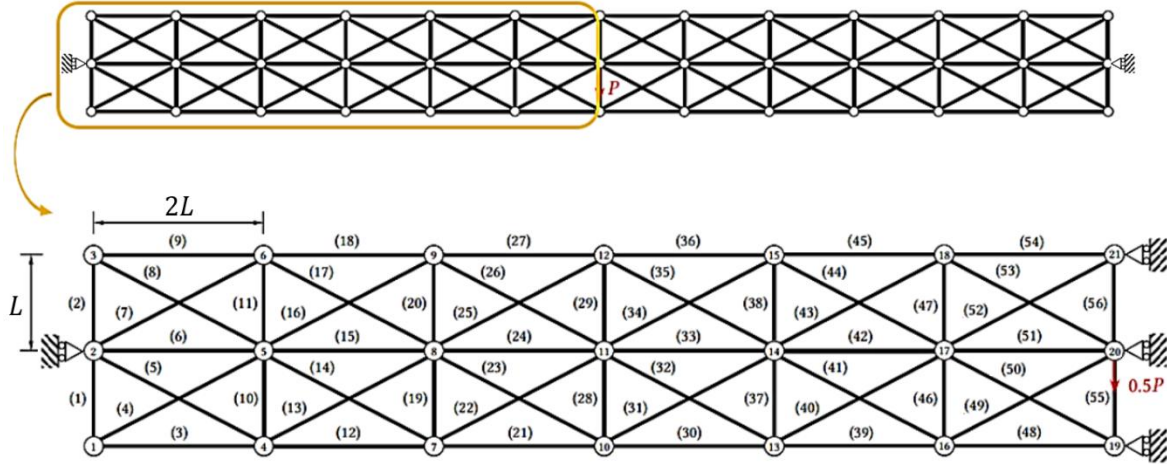 P
2L
(9) (18) (27) (36) (45) (54)
3 6 9 12 15 18 21
(8) (17) (26) (35) (44) (53)
L (2) (7) (11) (16) (20) (25) (29) (34) (38) (43) (47) (52) (56)
(6) (15) (24) (33) (42) (51)
2 5 8 11 14 17 20
(5) (14) (23) (32) (41) (50)
0.5P
(1) (4) (10) (13) (19) (22) (28) (31) (37) (40) (46) (49) (55)
(3) (12) (21) (30) (39) (48)
1 4 7 10 13 16 19